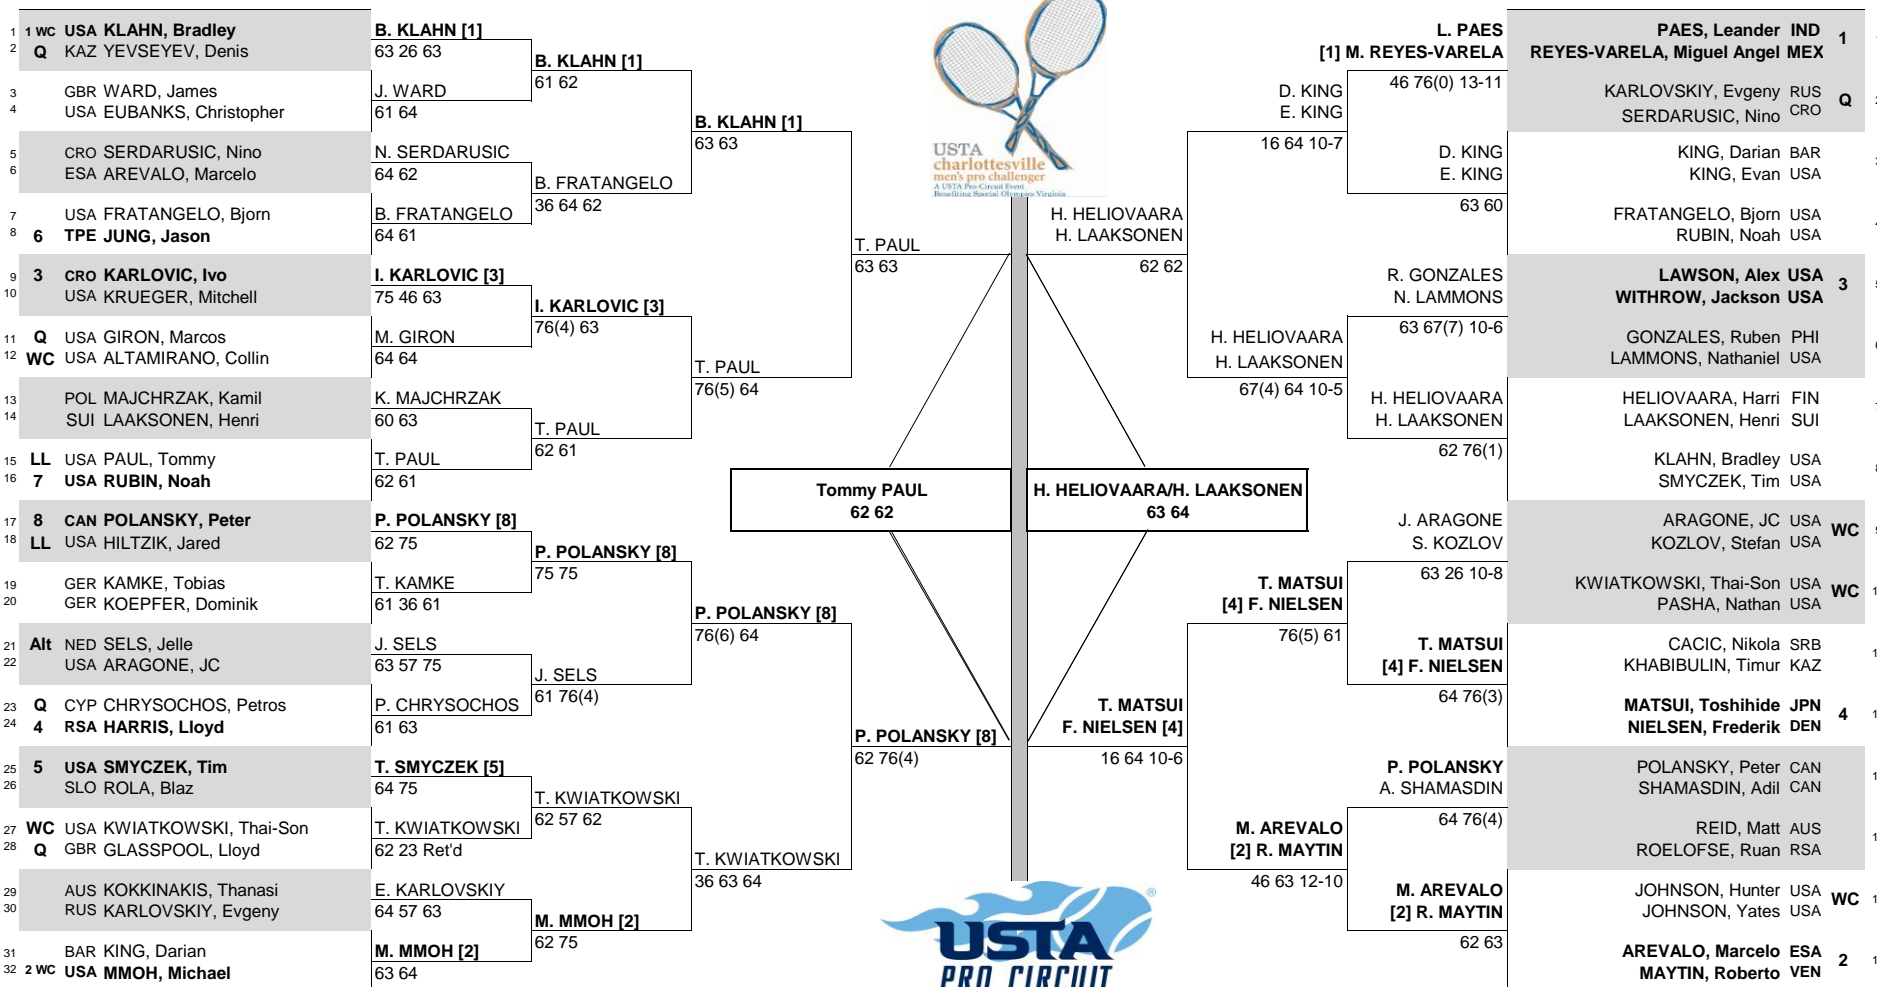 1 1 WC USA KLAHN, Bradley
2 Q KAZ YEVSEYEV, Denis
3 GBR WARD, James
4 USA EUBANKS, Christopher
5 CRO SERDARUSIC, Nino
6 ESA AREVALO, Marcelo
7 USA FRATANGELO, Bjorn
8 6 TPE JUNG, Jason
9 3 CRO KARLOVIC, Ivo
10 USA KRUEGER, Mitchell
11 Q USA GIRON, Marcos
12 WC USA ALTAMIRANO, Collin
13 POL MAJCHRZAK, Kamil
14 SUI LAAKSONEN, Henri
15 LL USA PAUL, Tommy
16 7 USA RUBIN, Noah
17 8 CAN POLANSKY, Peter
18 LL USA HILTZIK, Jared
19 GER KAMKE, Tobias
20 GER KOEPFER, Dominik
21 Alt NED SELS, Jelle
22 USA ARAGONE, JC
23 Q CYP CHRYSOCHOS, Petros
24 4 RSA HARRIS, Lloyd
25 5 USA SMYCZEK, Tim
26 SLO ROLA, Blaz
27 WC USA KWIATKOWSKI, Thai-Son
28 Q GBR GLASSPOOL, Lloyd
29 AUS KOKKINAKIS, Thanasi
30 RUS KARLOVSKIY, Evgeny
31 BAR KING, Darian
32 2 WC USA MMOH, Michael
B. KLAHN [1]
63 26 63
J. WARD
61 64
N. SERDARUSIC
64 62
B. FRATANGELO
64 61
I. KARLOVIC [3]
75 46 63
M. GIRON
64 64
K. MAJCHRZAK
60 63
T. PAUL
62 61
P. POLANSKY [8]
62 75
T. KAMKE
61 36 61
J. SELS
63 57 75
P. CHRYSOCHOS
61 63
T. SMYCZEK [5]
64 75
T. KWIATKOWSKI
62 23 Ret'd
E. KARLOVSKIY
64 57 63
M. MMOH [2]
63 64
B. KLAHN [1]
61 62
B. FRATANGELO
36 64 62
I. KARLOVIC [3]
76(4) 63
T. PAUL
62 61
P. POLANSKY [8]
75 75
J. SELS
61 76(4)
T. KWIATKOWSKI
62 57 62
M. MMOH [2]
62 75
B. KLAHN [1]
63 63
T. PAUL
76(5) 64
P. POLANSKY [8]
76(6) 64
T. KWIATKOWSKI
36 63 64
T. PAUL
63 63
P. POLANSKY [8]
62 76(4)
Tommy PAUL
62 62
USTA
charlottesville
men's pro challenger
A USTA Pro-Circuit Event
Benefiting Special Olympics Virginia
H. HELIOVAARA/H. LAAKSONEN
63 64
USTA
PRO CIRCUIT
®
H. HELIOVAARA
H. LAAKSONEN
62 62
T. MATSUI
F. NIELSEN [4]
16 64 10-6
D. KING
E. KING
16 64 10-7
H. HELIOVAARA
H. LAAKSONEN
67(4) 64 10-5
T. MATSUI
[4] F. NIELSEN
76(5) 61
M. AREVALO
[2] R. MAYTIN
46 63 12-10
L. PAES
[1] M. REYES-VARELA
46 76(0) 13-11
D. KING
E. KING
63 60
R. GONZALES
N. LAMMONS
63 67(7) 10-6
H. HELIOVAARA
H. LAAKSONEN
62 76(1)
J. ARAGONE
S. KOZLOV
63 26 10-8
T. MATSUI
[4] F. NIELSEN
64 76(3)
P. POLANSKY
A. SHAMASDIN
64 76(4)
M. AREVALO
[2] R. MAYTIN
62 63
PAES, Leander IND 1
REYES-VARELA, Miguel Angel MEX
KARLOVSKIY, Evgeny RUS Q
SERDARUSIC, Nino CRO
KING, Darian BAR
KING, Evan USA
FRATANGELO, Bjorn USA
RUBIN, Noah USA
LAWSON, Alex USA 3
WITHROW, Jackson USA
GONZALES, Ruben PHI
LAMMONS, Nathaniel USA
HELIOVAARA, Harri FIN
LAAKSONEN, Henri SUI
KLAHN, Bradley USA
SMYCZEK, Tim USA
ARAGONE, JC USA WC
KOZLOV, Stefan USA
KWIATKOWSKI, Thai-Son USA WC
PASHA, Nathan USA
CACIC, Nikola SRB
KHABIBULIN, Timur KAZ
MATSUI, Toshihide JPN 4
NIELSEN, Frederik DEN
POLANSKY, Peter CAN
SHAMASDIN, Adil CAN
REID, Matt AUS
ROELOFSE, Ruan RSA
JOHNSON, Hunter USA WC
JOHNSON, Yates USA
AREVALO, Marcelo ESA 2
MAYTIN, Roberto VEN